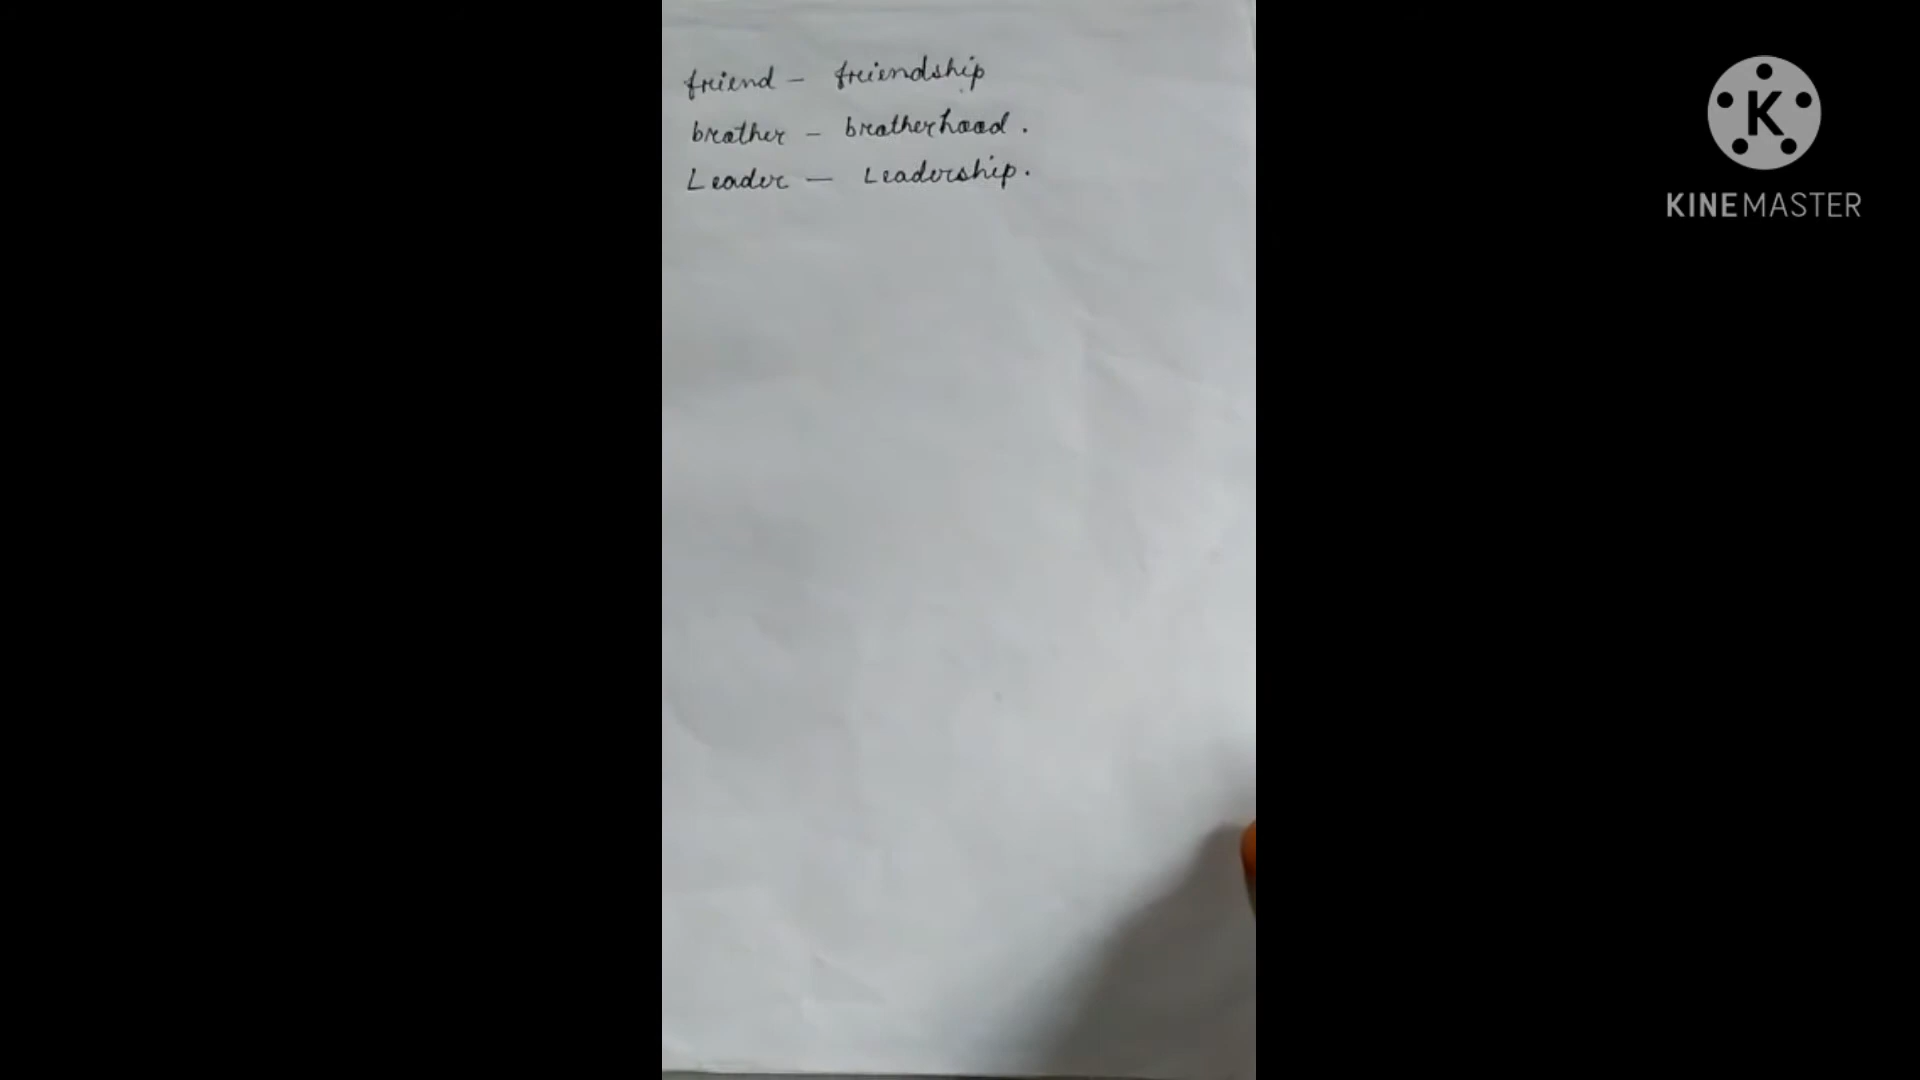 friend - friendship
brother - brotherhood.
Leader - Leadership.
K
KINEMASTER